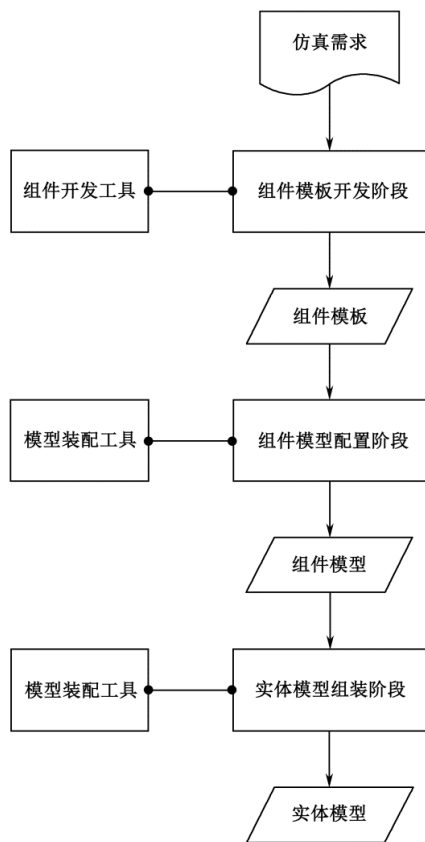 仿真需求
组件开发工具
组件模板开发阶段
组件模板
模型装配工具
组件模型配置阶段
组件模型
模型装配工具
实体模型组装阶段
实体模型